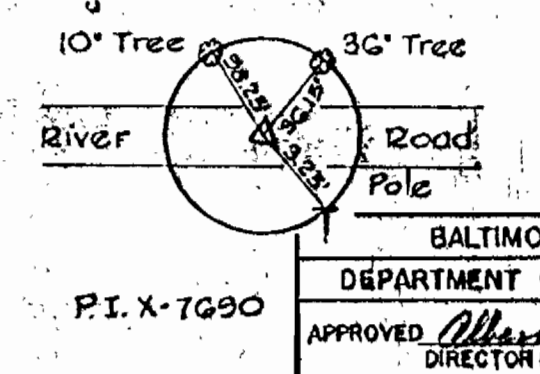 10" Tree
36" Tree
River
Road
Pole
BALTIMO
DEPARTMENT
P.I. X-7690
APPROVED
DIRECTOR